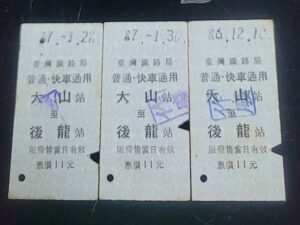 87.-1.28
臺灣鐵路局
普通·快車通用
大山站
至
後龍站
限發售當日有效
票價11元
87.-1.30.
臺灣鐵路局
普通·快車通用
大山站
至
後龍站
限發售當日有效
票價11元
86.12.10
臺灣鐵路局
普通·快車通用
大山站
至
後龍站
限發售當日有效
票價11元